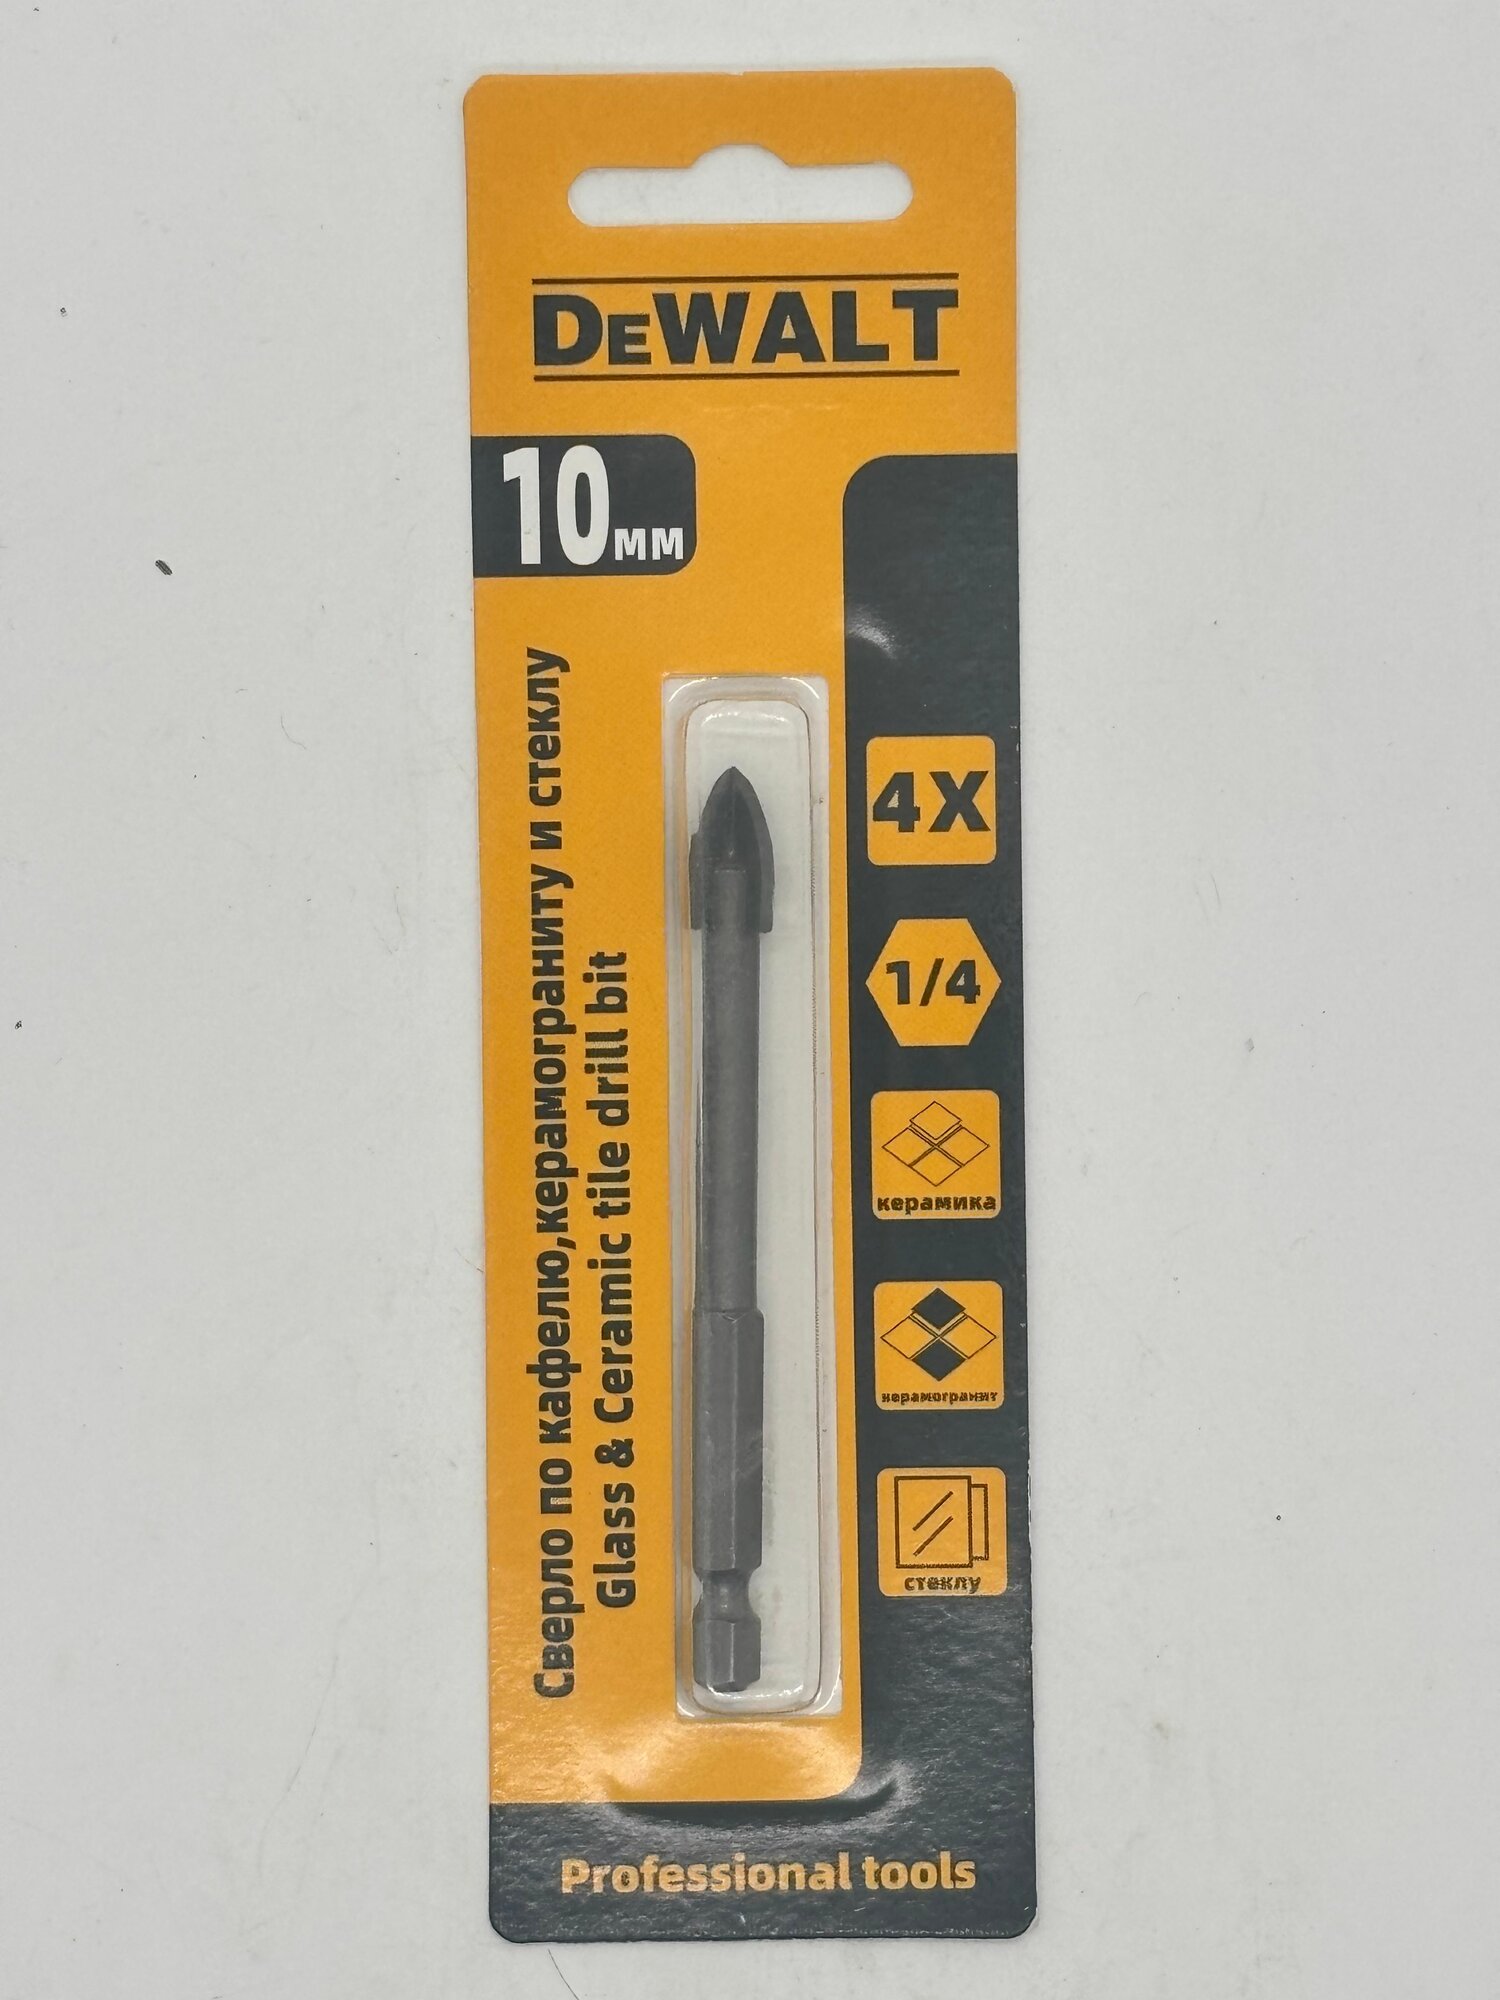 DEWALT
10мм
Сверло по кафелю,керамограниту и стеклу
Glass & Ceramic tile drill bit
4X
1/4
керамика
керамогранит
стеклу
Professional tools